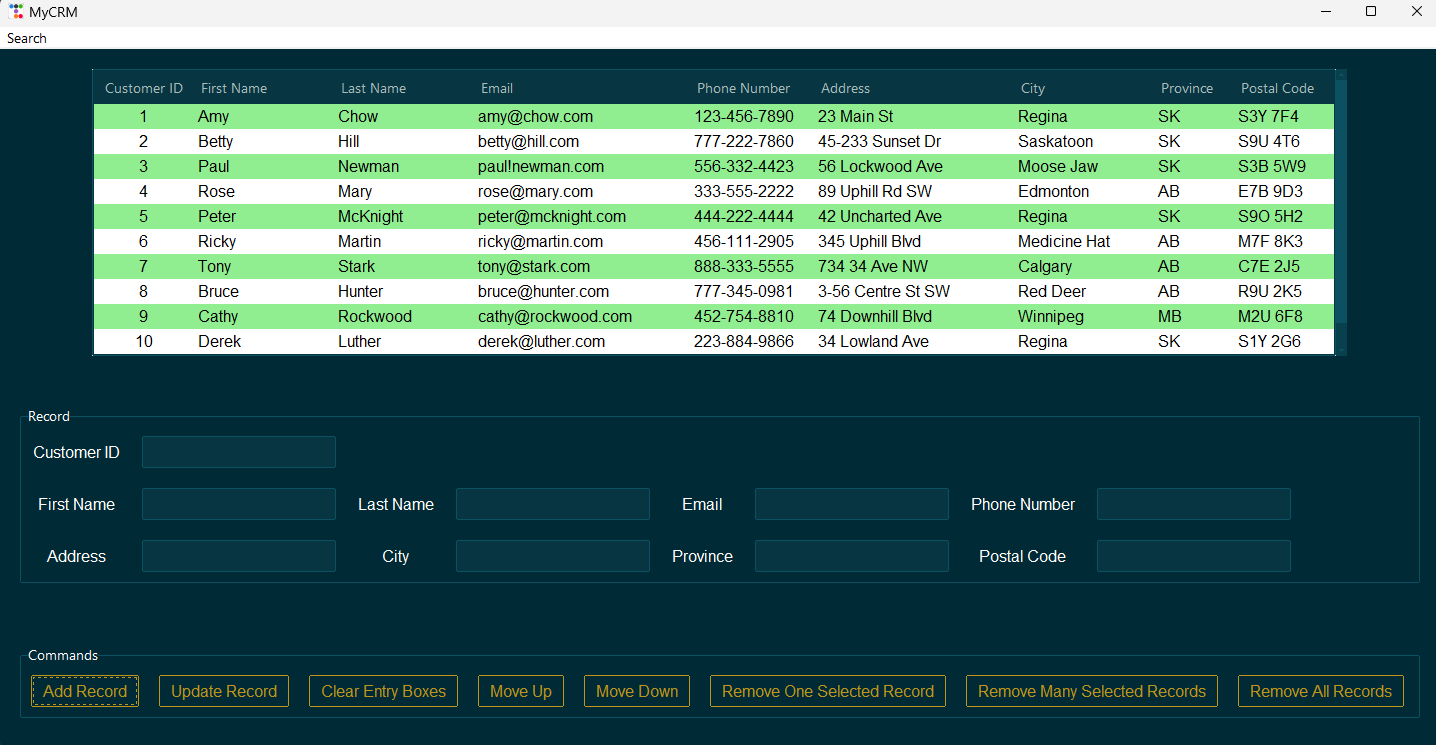 MyCRM
Search
Customer ID First Name Last Name Email Phone Number Address City Province Postal Code
1 Amy Chow amy@chow.com 123-456-7890 23 Main St Regina SK S3Y 7F4
2 Betty Hill betty@hill.com 777-222-7860 45-233 Sunset Dr Saskatoon SK S9U 4T6
3 Paul Newman paul!newman.com 556-332-4423 56 Lockwood Ave Moose Jaw SK S3B 5W9
4 Rose Mary rose@mary.com 333-555-2222 89 Uphill Rd SW Edmonton AB E7B 9D3
5 Peter McKnight peter@mcknight.com 444-222-4444 42 Uncharted Ave Regina SK S9O 5H2
6 Ricky Martin ricky@martin.com 456-111-2905 345 Uphill Blvd Medicine Hat AB M7F 8K3
7 Tony Stark tony@stark.com 888-333-5555 734 34 Ave NW Calgary AB C7E 2J5
8 Bruce Hunter bruce@hunter.com 777-345-0981 3-56 Centre St SW Red Deer AB R9U 2K5
9 Cathy Rockwood cathy@rockwood.com 452-754-8810 74 Downhill Blvd Winnipeg MB M2U 6F8
10 Derek Luther derek@luther.com 223-884-9866 34 Lowland Ave Regina SK S1Y 2G6
Record
Customer ID
First Name Last Name Email Phone Number
Address City Province Postal Code
Commands
Add Record Update Record Clear Entry Boxes Move Up Move Down Remove One Selected Record Remove Many Selected Records Remove All Records